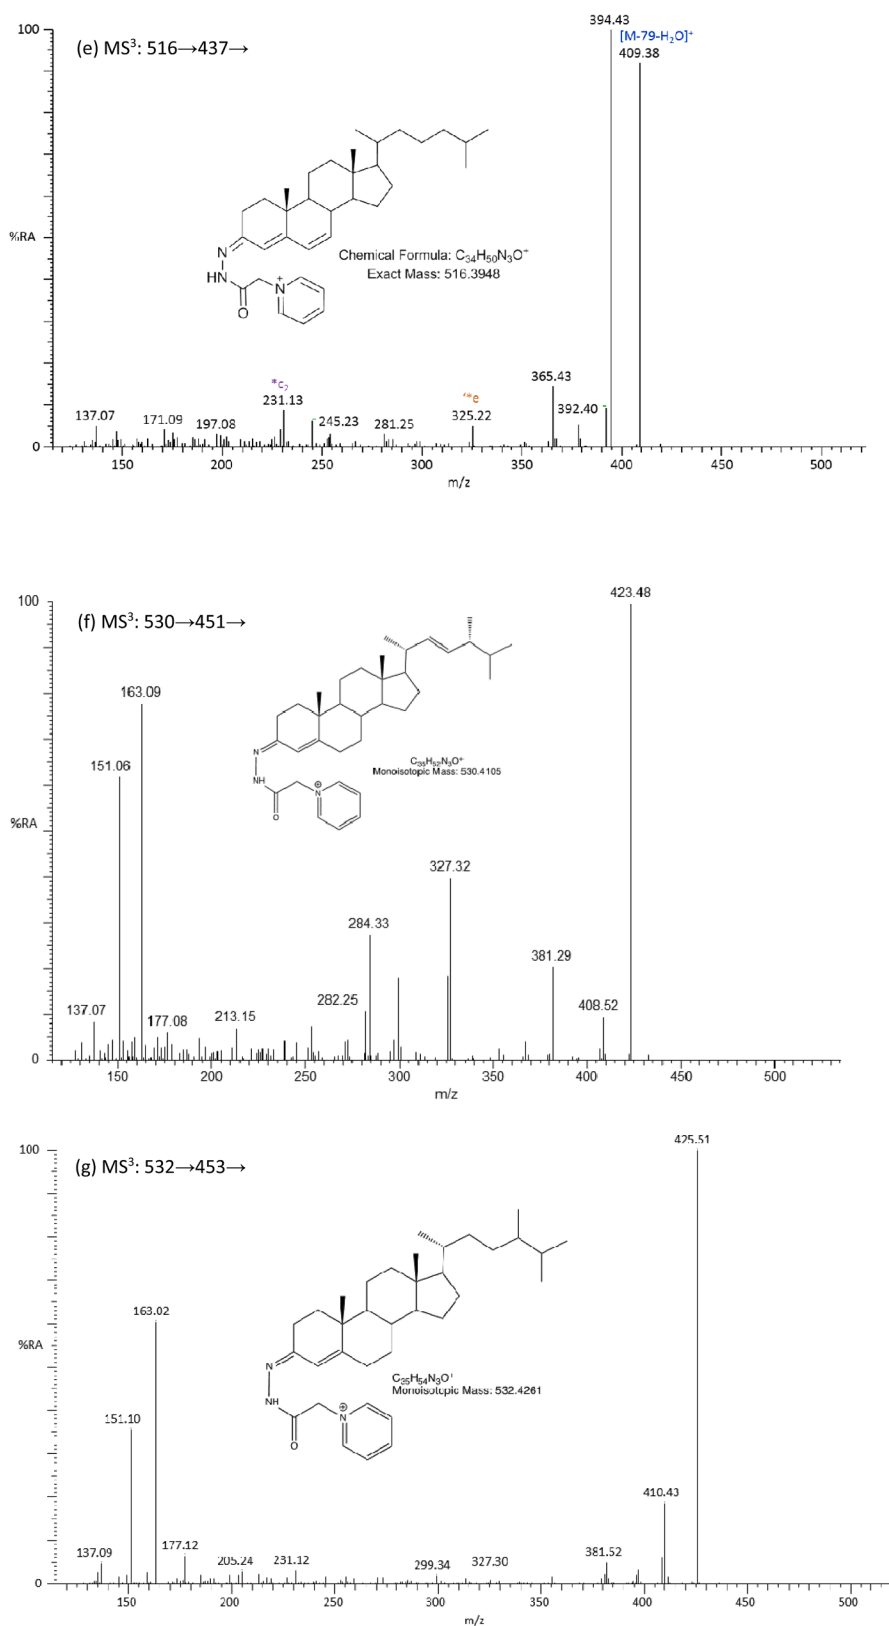 394.43
100
(e) MS³: 516→437→
[M-79-H₂O]⁺
409.38
%RA
N
HN
N
+
O
Chemical Formula: C₃₄H₅₀N₃O⁺
Exact Mass: 516.3948
*c₂
231.13
'*e
325.22
365.43
392.40
137.07
171.09
197.08
245.23
281.25
0
150 200 250 300 350 400 450 500
m/z
423.48
100
(f) MS³: 530→451→
163.09
151.06
N
NH
N
⊕
O
C₃₅H₅₂N₃O⁺
Monoisotopic Mass: 530.4105
%RA
327.32
284.33
381.29
282.25
408.52
137.07
177.08
213.15
0
150 200 250 300 350 400 450 500
m/z
425.51
100
(g) MS³: 532→453→
163.02
%RA
N
NH
N
⊕
O
C₃₅H₅₄N₃O⁺
Monoisotopic Mass: 532.4261
151.10
410.43
137.09
177.12
205.24
231.12
299.34
327.30
381.52
0
150 200 250 300 350 400 450 500
m/z